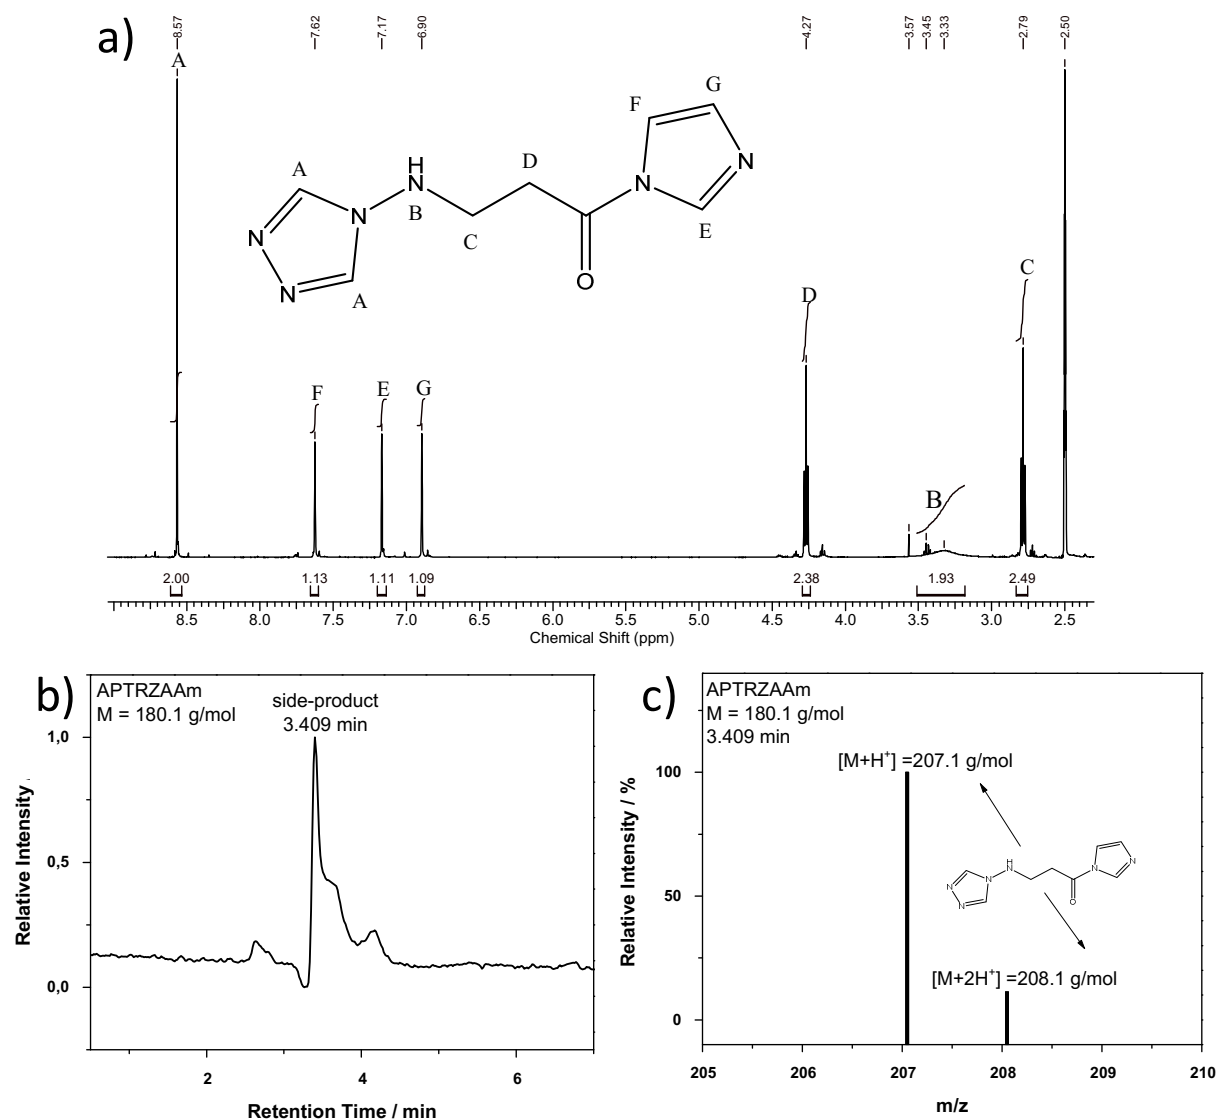 a)
8.57
7.62
7.17
6.90
4.27
3.57
3.45
3.33
2.79
2.50
A
G
F
D
H
N
A
N
N
B
C
N
N
E
N
A
O
C
D
F
E
G
B
2.00
1.13
1.11
1.09
2.38
1.93
2.49
8.5
8.0
7.5
7.0
6.5
6.0
5.5
5.0
4.5
4.0
3.5
3.0
2.5
Chemical Shift (ppm)
b)
APTRZAAm
M = 180.1 g/mol
side-product
3.409 min
1,0
0,5
0,0
Relative Intensity
2
4
6
Retention Time / min
c)
APTRZAAm
M = 180.1 g/mol
3.409 min
[M+H⁺] =207.1 g/mol
H
N
N
N
N
N
N
O
[M+2H⁺] =208.1 g/mol
100
50
0
Relative Intensity / %
205
206
207
208
209
210
m/z